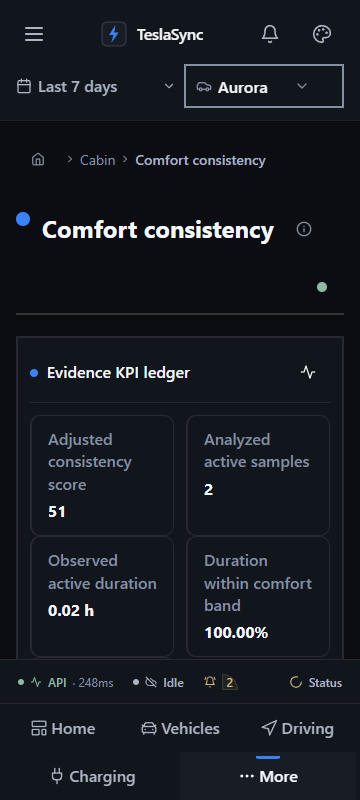 TeslaSync
Last 7 days
Aurora
Cabin
Comfort consistency
Comfort consistency
Evidence KPI ledger
Adjusted
consistency
score
51
Analyzed
active samples
2
Observed
active duration
0.02 h
Duration
within comfort
band
100.00%
API · 248ms
Idle
2
Status
Home
Vehicles
Driving
Charging
More